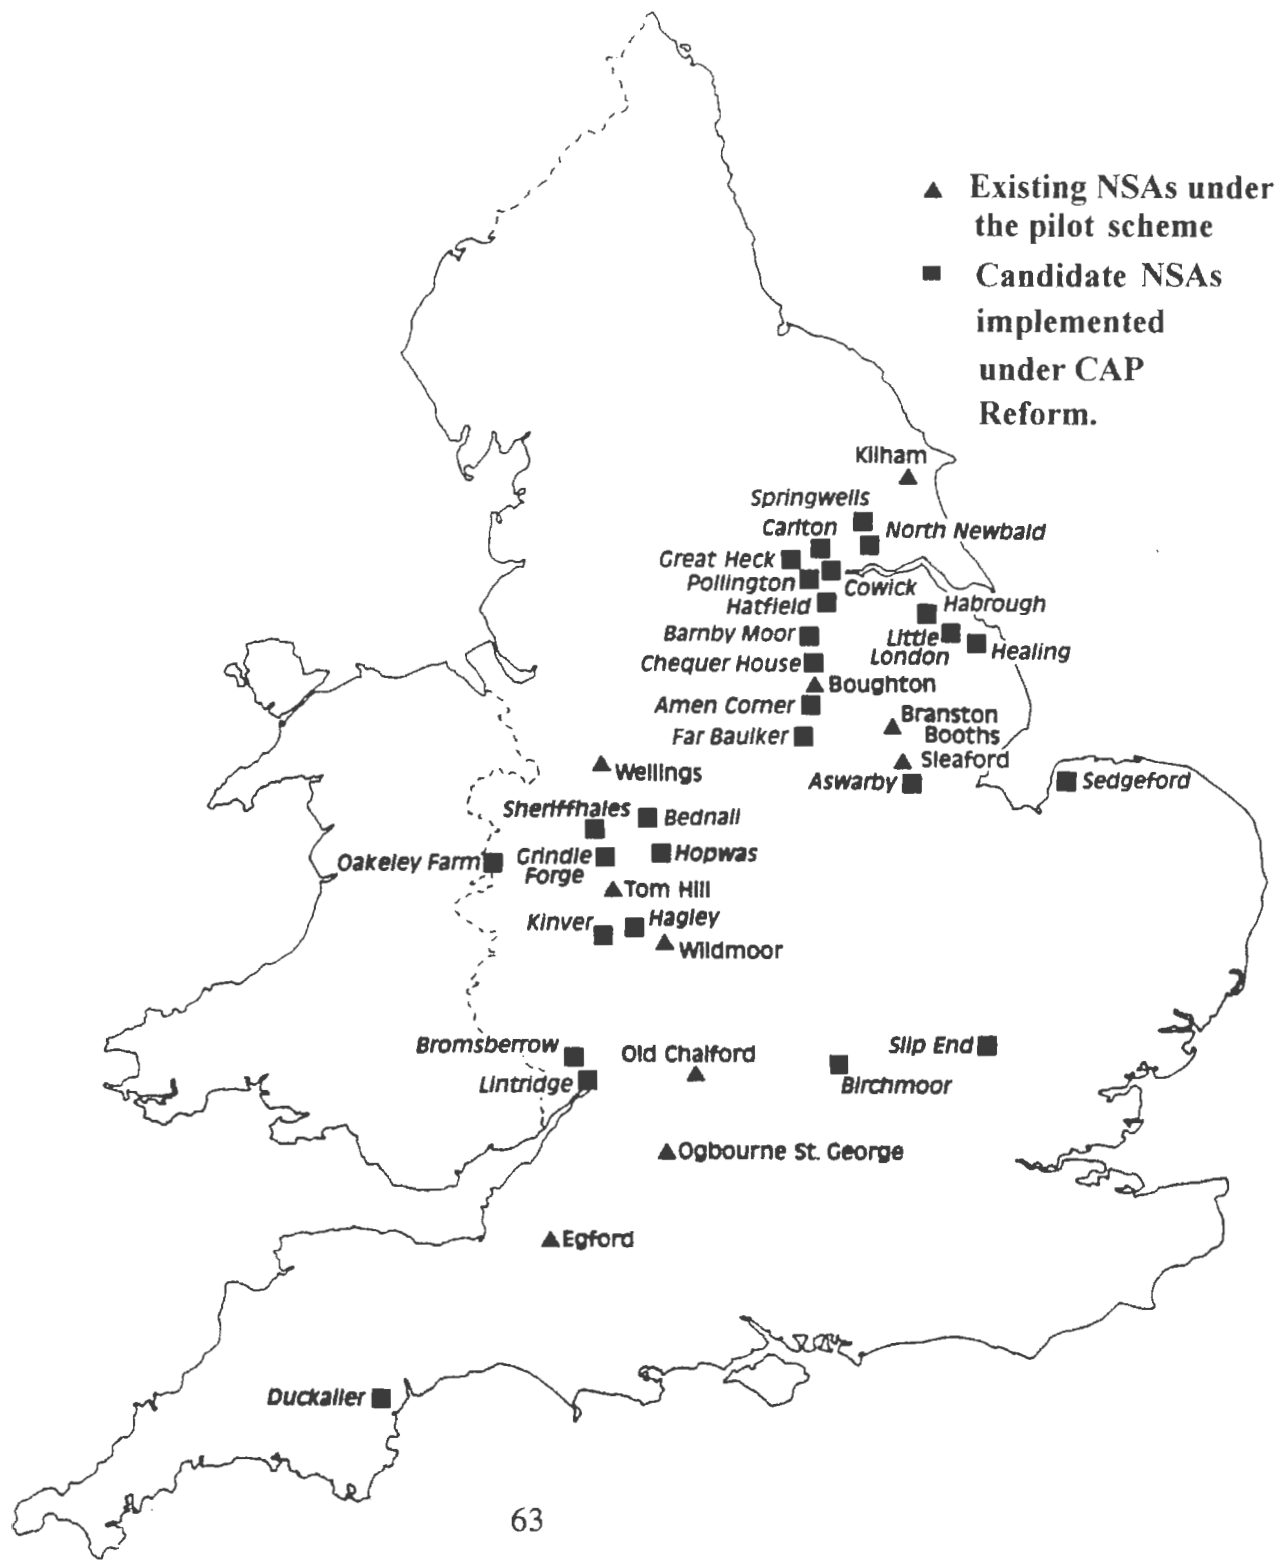 Existing NSAs under
the pilot scheme
Candidate NSAs
implemented
under CAP
Reform.
Kilham
Springwells
Carlton
North Newbald
Great Heck
Pollington
Cowick
Hatfield
Habrough
Barnby Moor
Little
London
Healing
Chequer House
Boughton
Amen Corner
Branston
Booths
Far Baulker
Sleaford
Wellings
Aswarby
Sedgeford
Sheriffhales
Bednall
Oakeley Farm
Grindle
Forge
Hopwas
Tom Hill
Kinver
Hagley
Wildmoor
Bromsberrow
Old Chalford
Slip End
Lintridge
Birchmoor
Ogbourne St. George
Egford
Duckaller
63